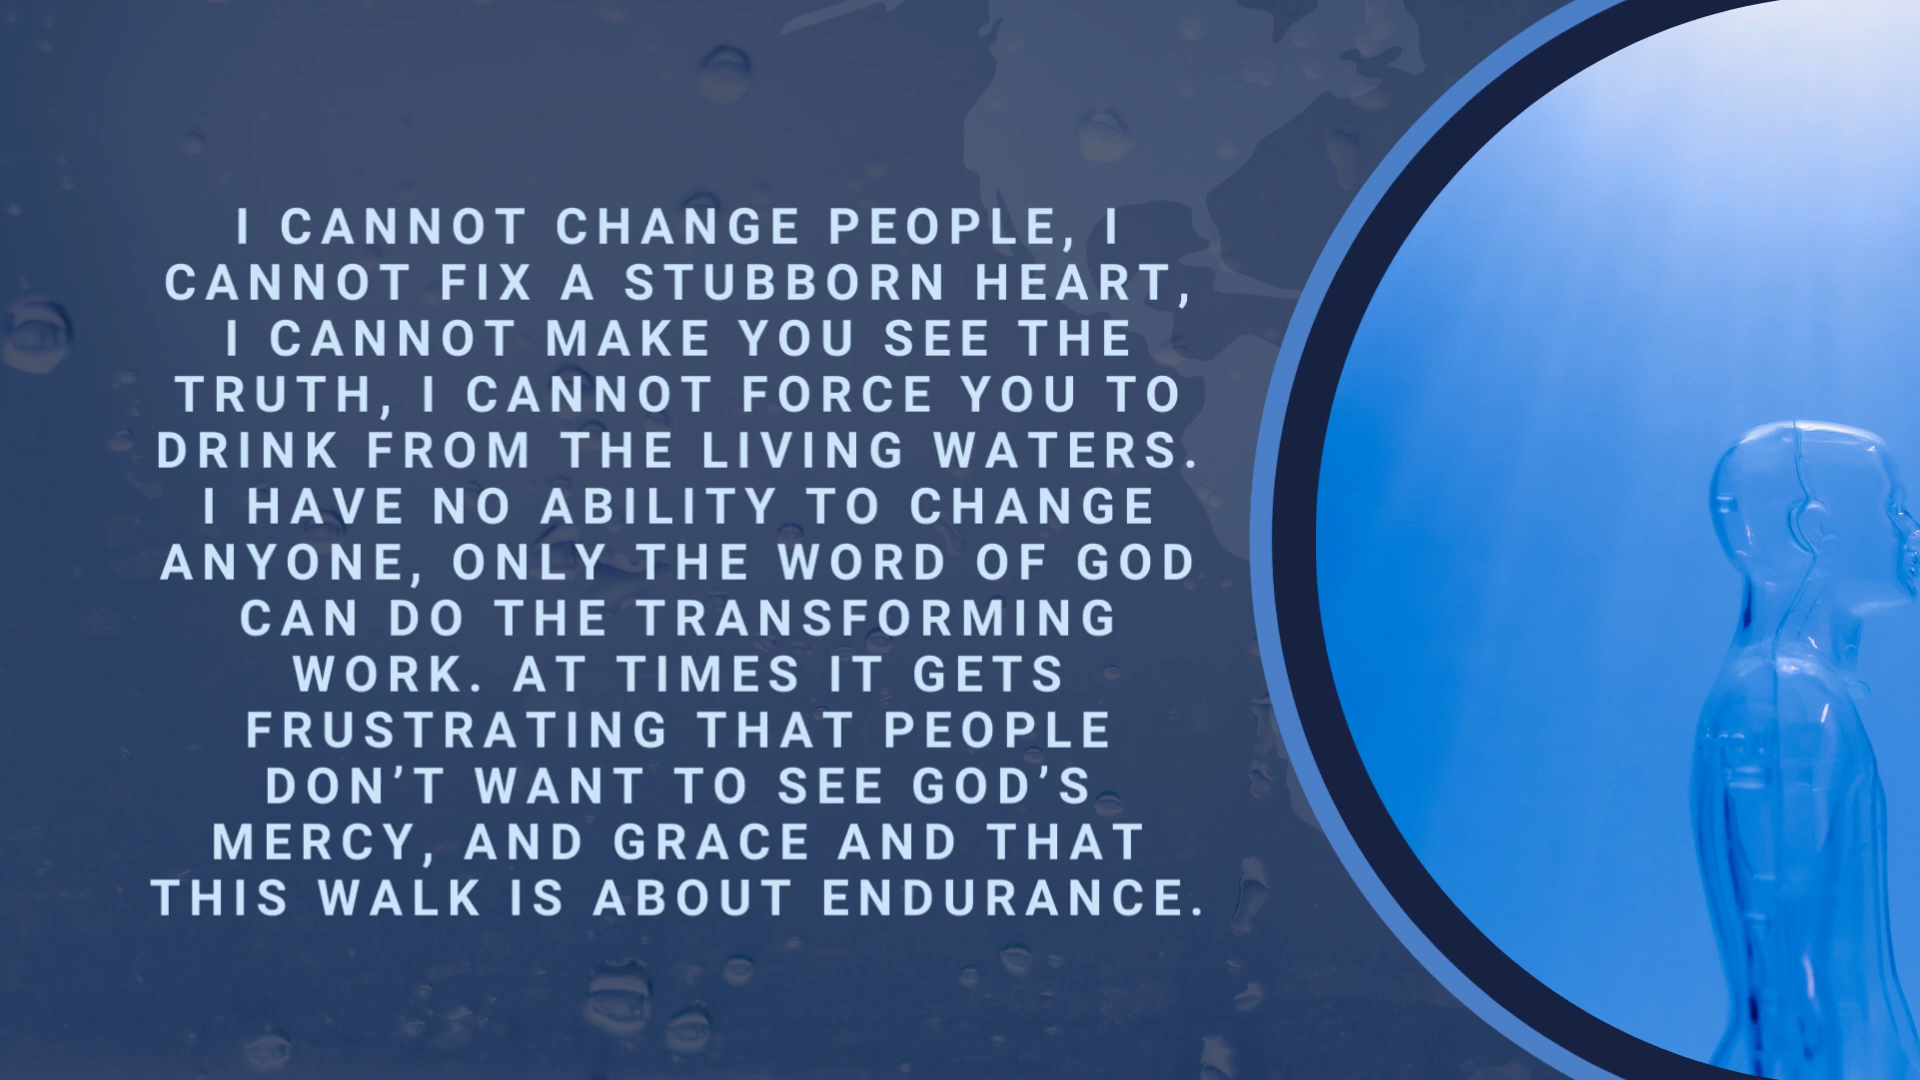 I CANNOT CHANGE PEOPLE, I
CANNOT FIX A STUBBORN HEART,
I CANNOT MAKE YOU SEE THE
TRUTH, I CANNOT FORCE YOU TO
DRINK FROM THE LIVING WATERS.
I HAVE NO ABILITY TO CHANGE
ANYONE, ONLY THE WORD OF GOD
CAN DO THE TRANSFORMING
WORK. AT TIMES IT GETS
FRUSTRATING THAT PEOPLE
DON’T WANT TO SEE GOD’S
MERCY, AND GRACE AND THAT
THIS WALK IS ABOUT ENDURANCE.